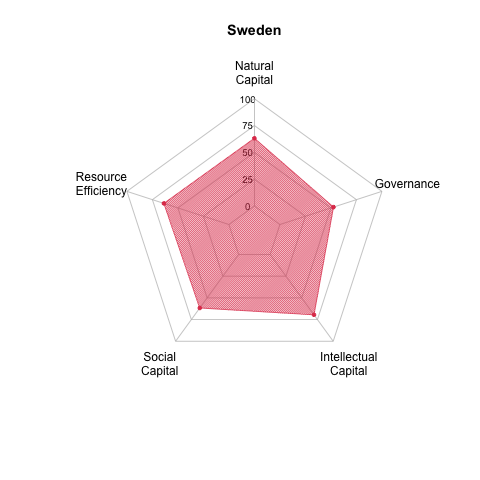 Sweden
Natural
Capital
100
75
50
25
0
Resource
Efficiency
Governance
Social
Capital
Intellectual
Capital